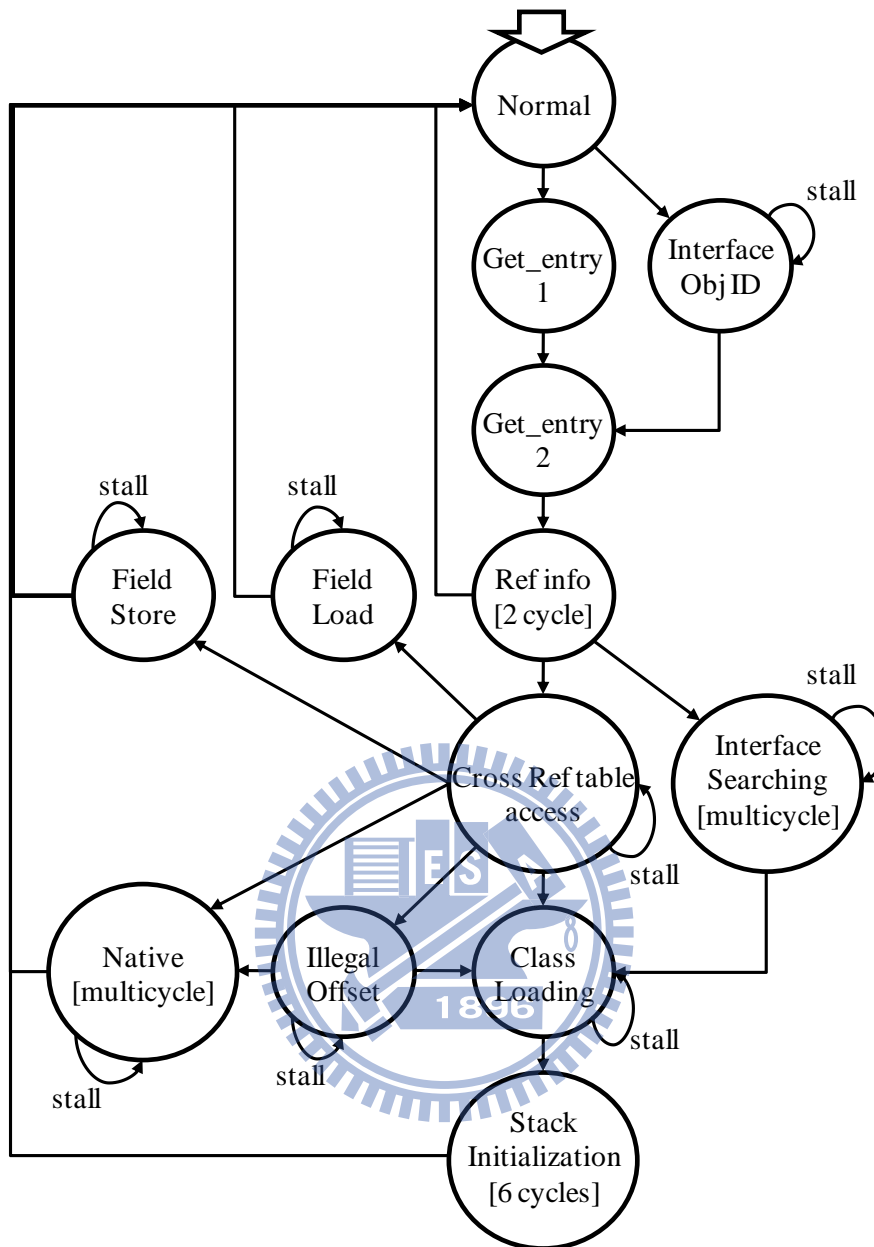 Normal
stall
Get_entry
1
Interface
Obj ID
Get_entry
2
stall
stall
Field
Store
Field
Load
Ref info
[2 cycle]
stall
Cross Ref table
access
Interface
Searching
[multicycle]
stall
ES
Native
[multicycle]
Illegal
Offset
Class
Loading
1896
stall
stall
stall
Stack
Initialization
[6 cycles]